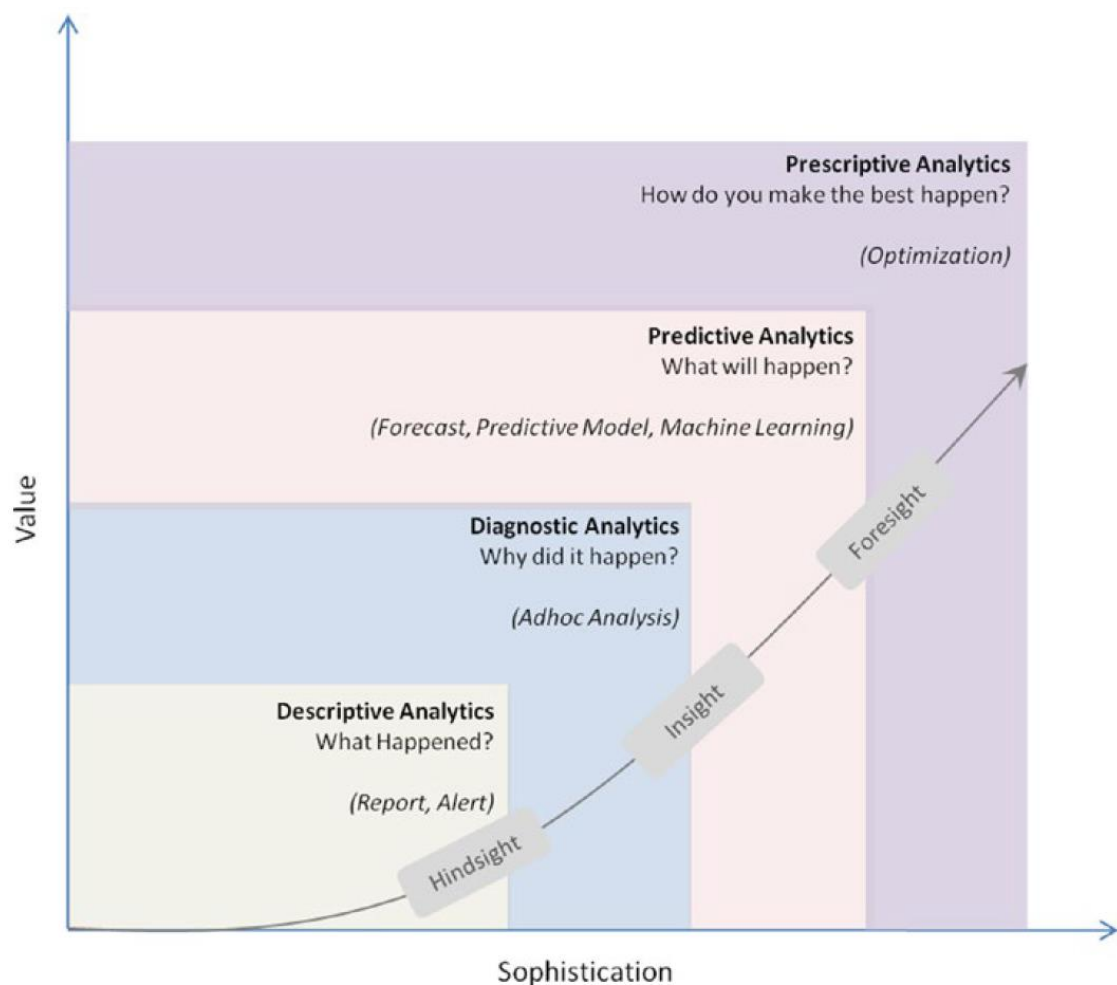 Prescriptive Analytics
How do you make the best happen?
(Optimization)
Predictive Analytics
What will happen?
(Forecast, Predictive Model, Machine Learning)
Value
Diagnostic Analytics
Why did it happen?
(Adhoc Analysis)
Foresight
Insight
Descriptive Analytics
What Happened?
(Report, Alert)
Hindsight
Sophistication